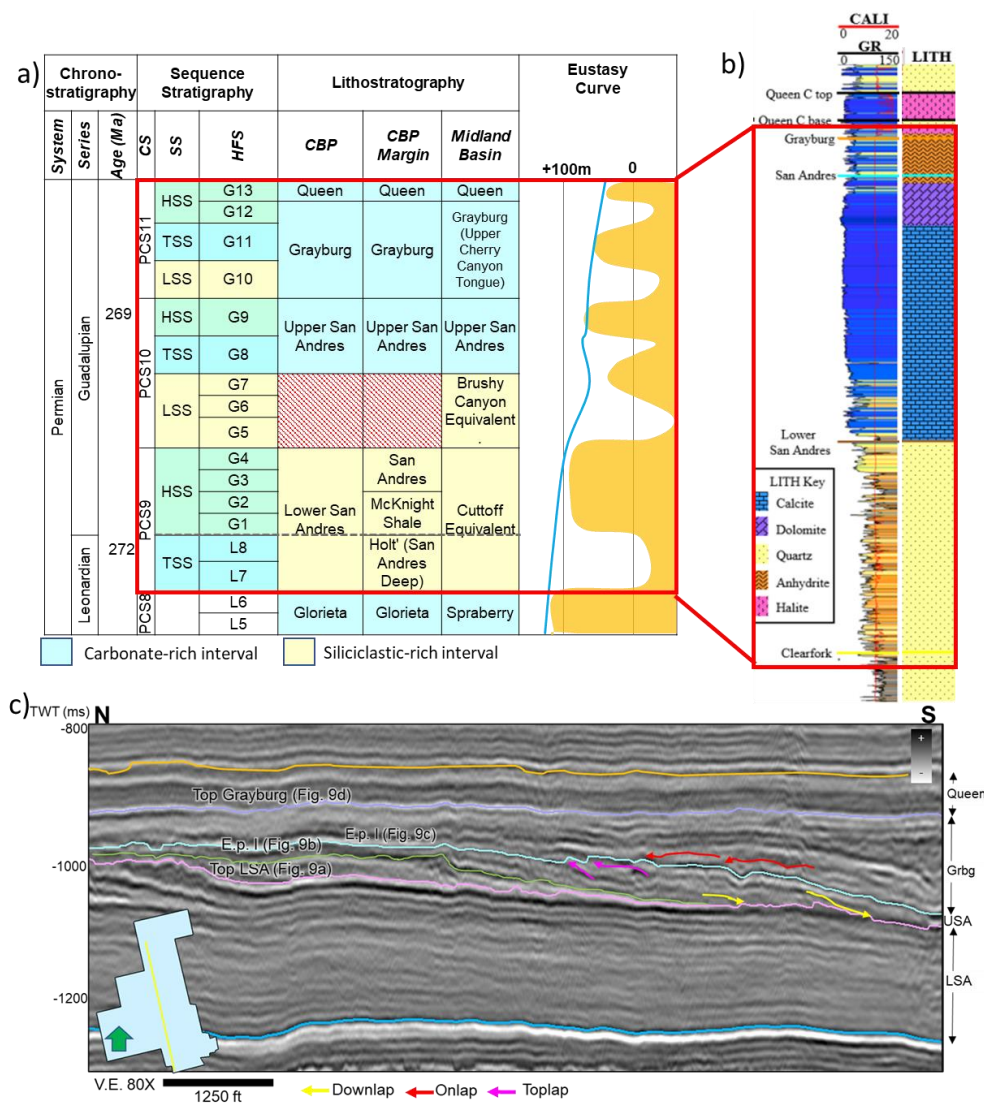 a)
Chrono-
stratigraphy
Sequence
Stratigraphy
Lithostratography
Eustasy
Curve
System
Series
Age (Ma)
CS
SS
HFS
CBP
CBP
Margin
Midland
Basin
+100m
0
Permian
Guadalupian
Leonardian
269
272
PCS11
PCS10
PCS9
PCS8
HSS
G13
Queen
Queen
Queen
G12
TSS
G11
Grayburg
Grayburg
Grayburg
(Upper
Cherry
Canyon
Tongue)
LSS
G10
HSS
G9
Upper San
Andres
Upper San
Andres
Upper San
Andres
TSS
G8
LSS
G7
G6
G5
Brushy
Canyon
Equivalent
.
HSS
G4
G3
G2
G1
Lower San
Andres
San
Andres
McKnight
Shale
Cuttoff
Equivalent
TSS
L8
L7
Holt' (San
Andres
Deep)
L6
L5
Glorieta
Glorieta
Spraberry
Carbonate-rich interval
Siliciclastic-rich interval
b)
CALI
0 20
GR
0 150
LITH
Queen C top
Queen C base
Grayburg
San Andres
Lower
San Andres
LITH Key
Calcite
Dolomite
Quartz
Anhydrite
Halite
Clearfork
c)
TWT (ms)
N
S
-800
-1000
-1200
+
-
Top Grayburg (Fig. 9d)
E.p. I (Fig. 9c)
E.p. I (Fig. 9b)
Top LSA (Fig. 9a)
Queen
Grbg
USA
LSA
V.E. 80X
1250 ft
Downlap
Onlap
Toplap